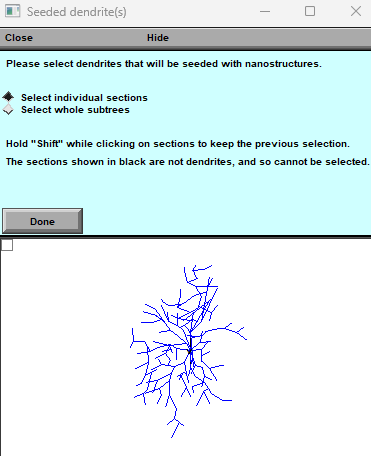 Seeded dendrite(s)
Close Hide
Please select dendrites that will be seeded with nanostructures.
Select individual sections
Select whole subtrees
Hold "Shift" while clicking on sections to keep the previous selection.
The sections shown in black are not dendrites, and so cannot be selected.
Done